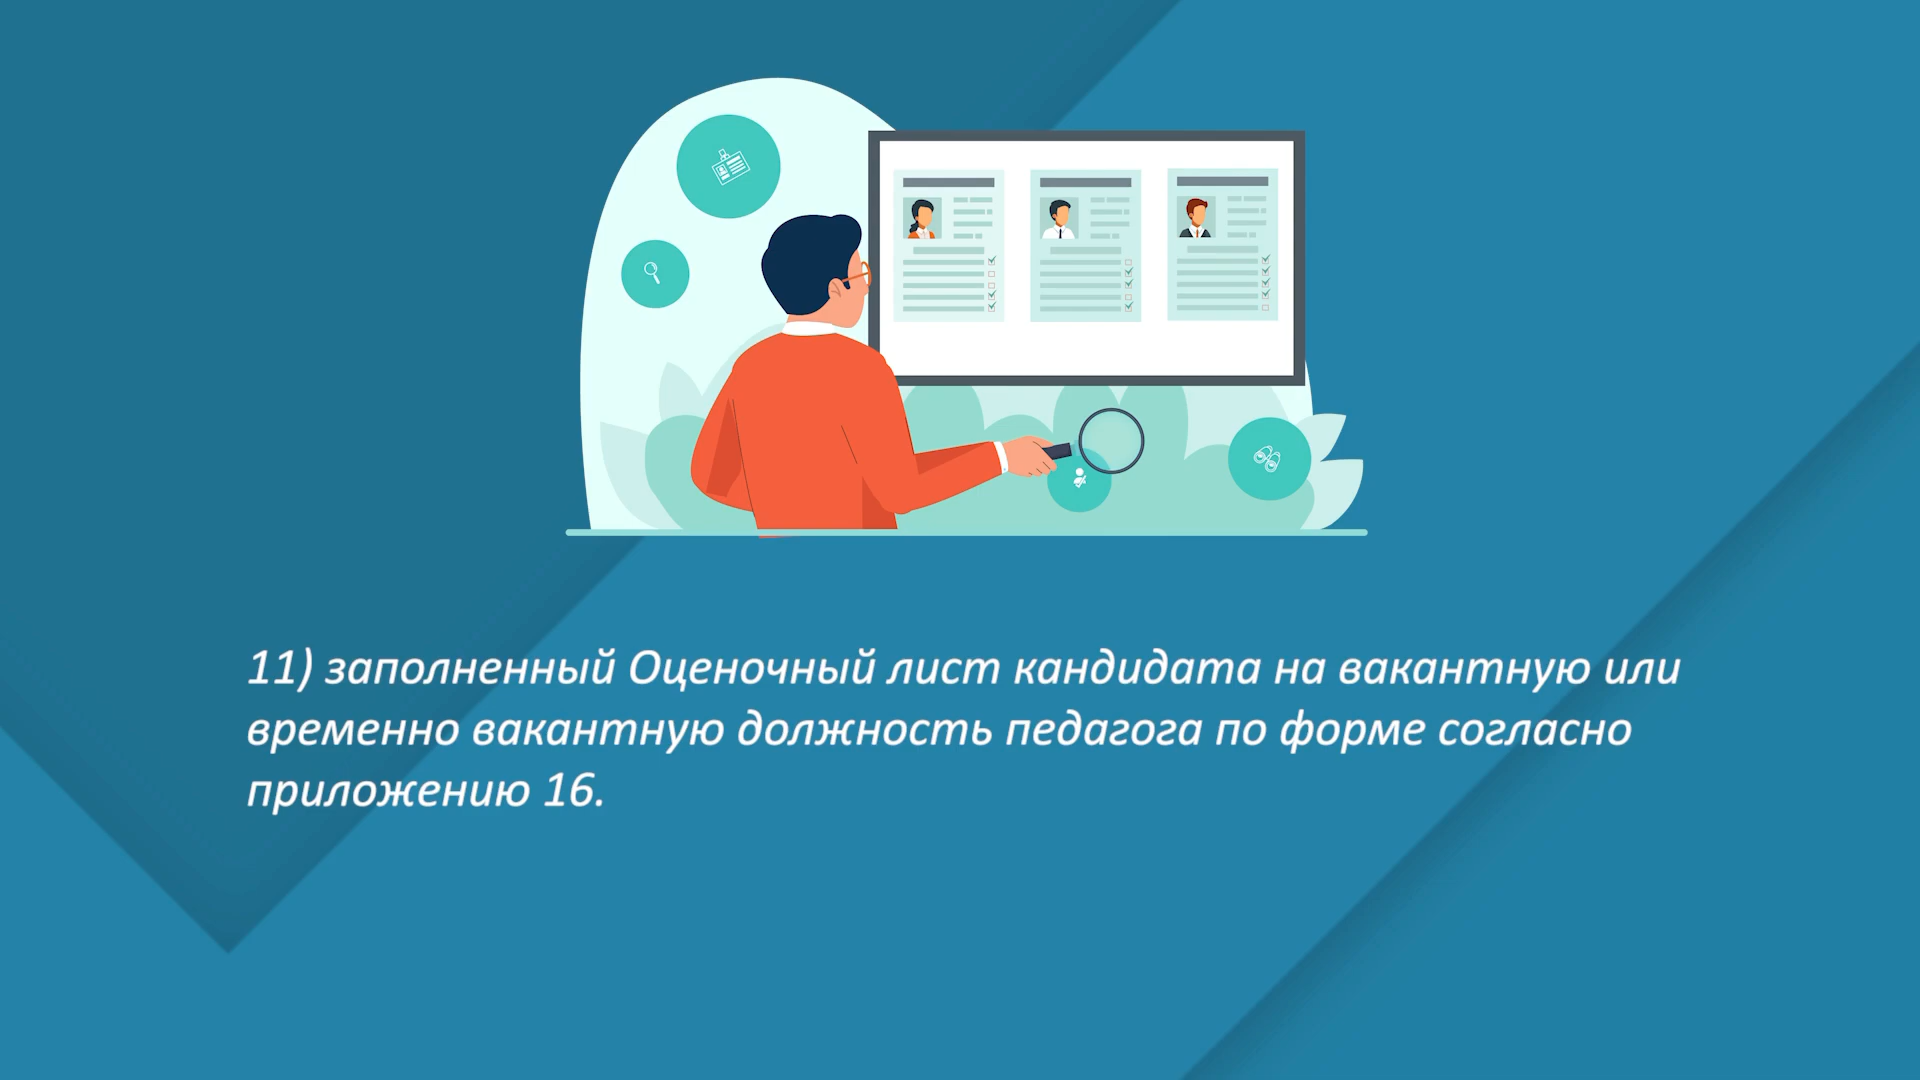 11) заполненный Оценочный лист кандидата на вакантную или
временно вакантную должность педагога по форме согласно
приложению 16.